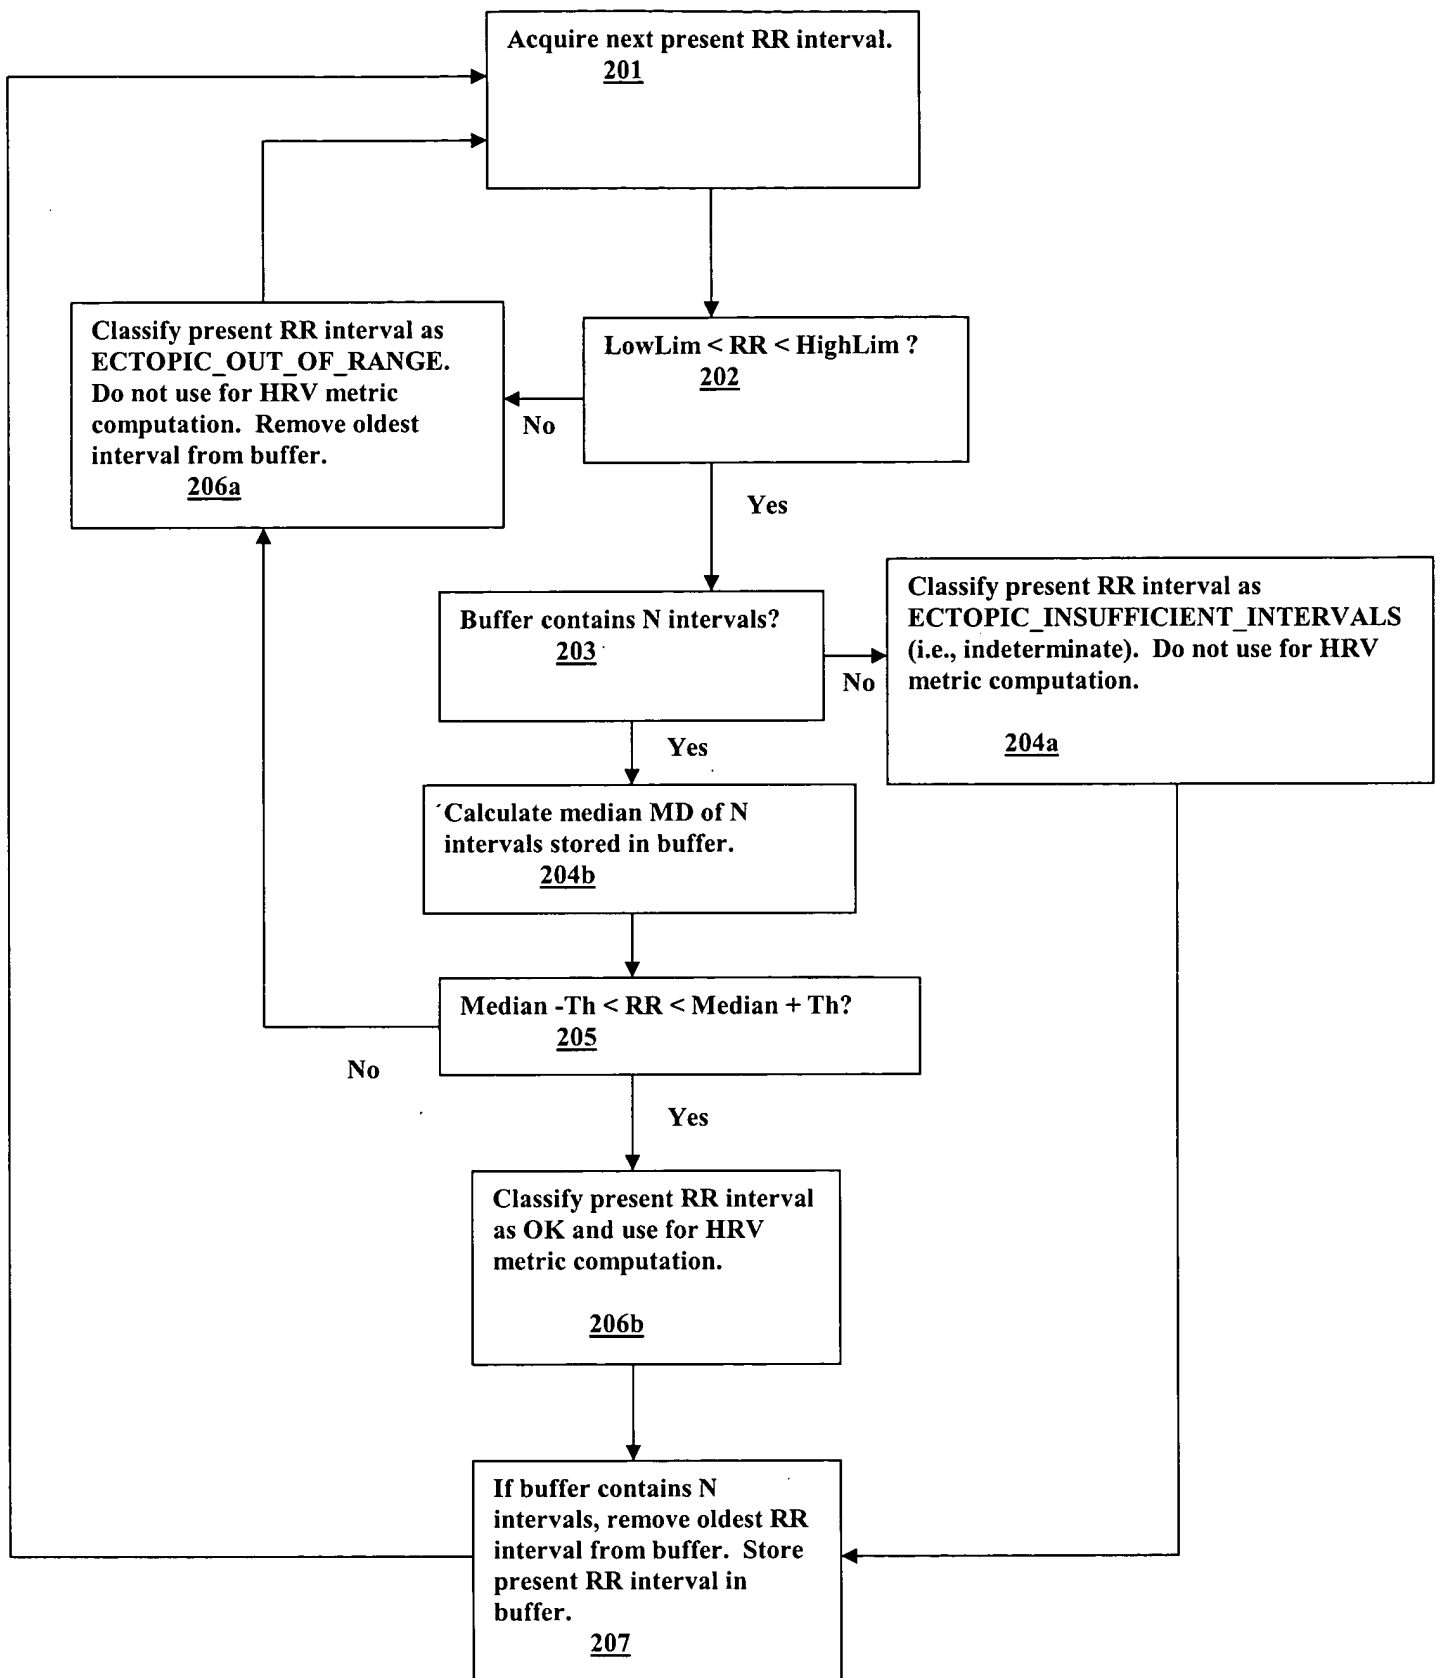 Acquire next present RR interval.
201
Classify present RR interval as
ECTOPIC_OUT_OF_RANGE.
Do not use for HRV metric
computation. Remove oldest
interval from buffer.
206a
LowLim < RR < HighLim ?
202
No
Yes
Buffer contains N intervals?
203
No
Classify present RR interval as
ECTOPIC_INSUFFICIENT_INTERVALS
(i.e., indeterminate). Do not use for HRV
metric computation.
204a
Yes
Calculate median MD of N
intervals stored in buffer.
204b
Median -Th < RR < Median + Th?
205
No
Yes
Classify present RR interval
as OK and use for HRV
metric computation.
206b
If buffer contains N
intervals, remove oldest RR
interval from buffer. Store
present RR interval in
buffer.
207